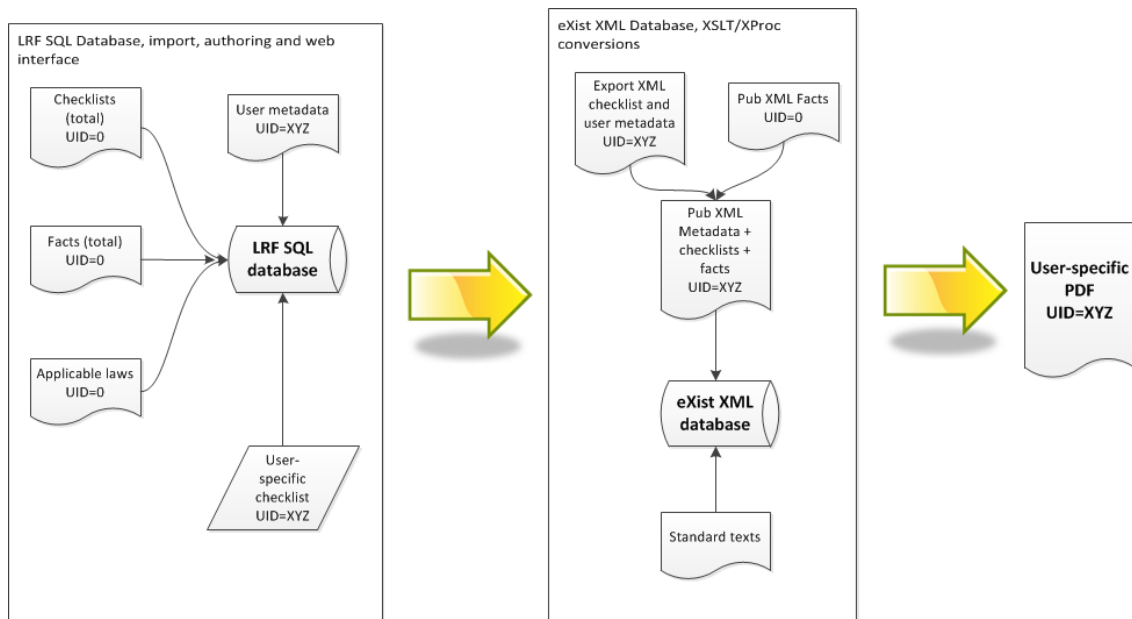 LRF SQL Database, import, authoring and web
interface
Checklists
(total)
UID=0
User metadata
UID=XYZ
Facts (total)
UID=0
LRF SQL
database
Applicable laws
UID=0
User-
specific
checklist
UID=XYZ
eXist XML Database, XSLT/XProc
conversions
Export XML
checklist and
user metadata
UID=XYZ
Pub XML Facts
UID=0
Pub XML
Metadata +
checklists +
facts
UID=XYZ
eXist XML
database
Standard texts
User-specific
PDF
UID=XYZ